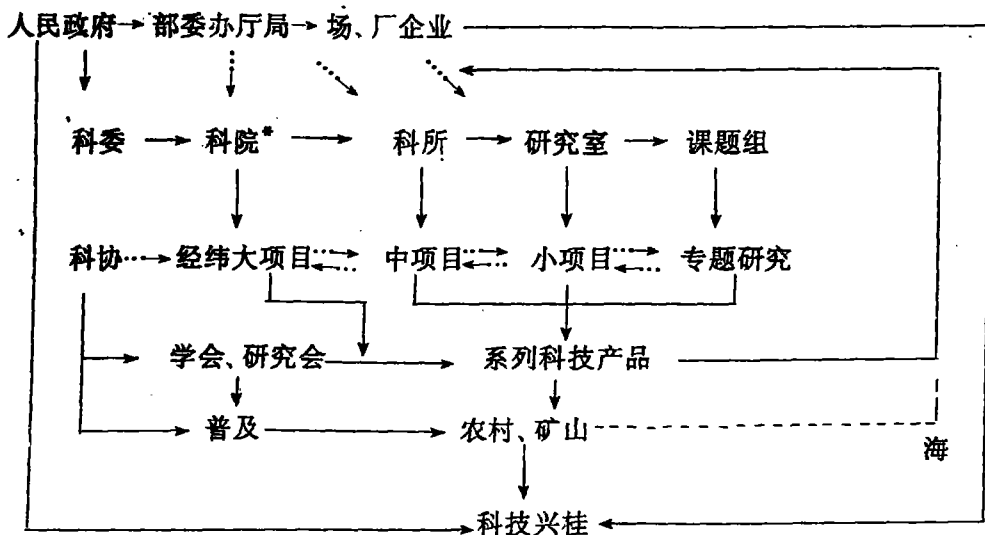 人民政府→部委办厅局→场、厂企业
科委→科院*→科所→研究室→课题组
科协→经纬大项目 中项目 小项目 专题研究
学会、研究会→系列科技产品
普及→农村、矿山
海
科技兴桂